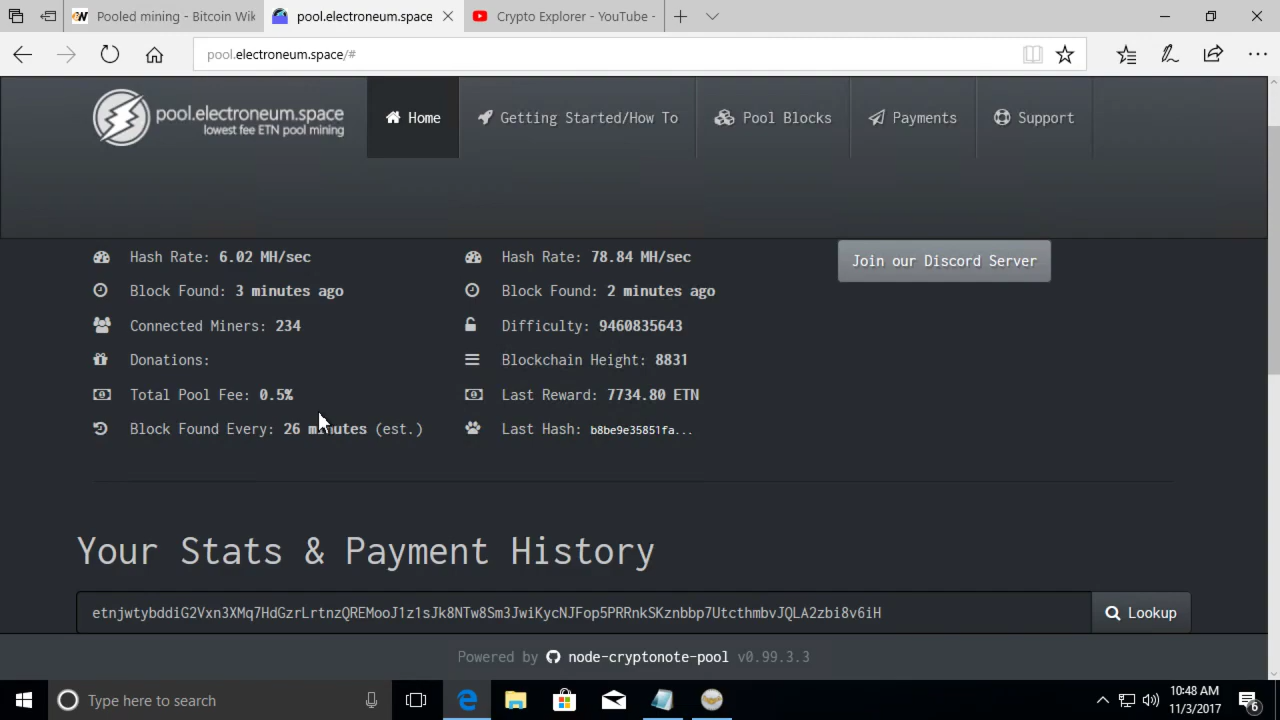 Pooled mining - Bitcoin Wik
pool.electroneum.space
Crypto Explorer - YouTube -
pool.electroneum.space/#
pool.electroneum.space
lowest fee ETN pool mining
Home
Getting Started/How To
Pool Blocks
Payments
Support
Hash Rate: 6.02 MH/sec
Hash Rate: 78.84 MH/sec
Join our Discord Server
Block Found: 3 minutes ago
Block Found: 2 minutes ago
Connected Miners: 234
Difficulty: 9460835643
Donations:
Blockchain Height: 8831
Total Pool Fee: 0.5%
Last Reward: 7734.80 ETN
Block Found Every: 26 minutes (est.)
Last Hash: b8be9e35851fa...
Your Stats & Payment History
etnjwtybddiG2Vxn3XMq7HdGzrLrtnzQREMooJ1z1sJk8NTw8Sm3JwiKycNJFop5PRRnkSKznbbp7UtcthmbvJQLA2zbi8v6iH
Lookup
Powered by node-cryptonote-pool v0.99.3.3
Type here to search
10:48 AM
11/3/2017
6